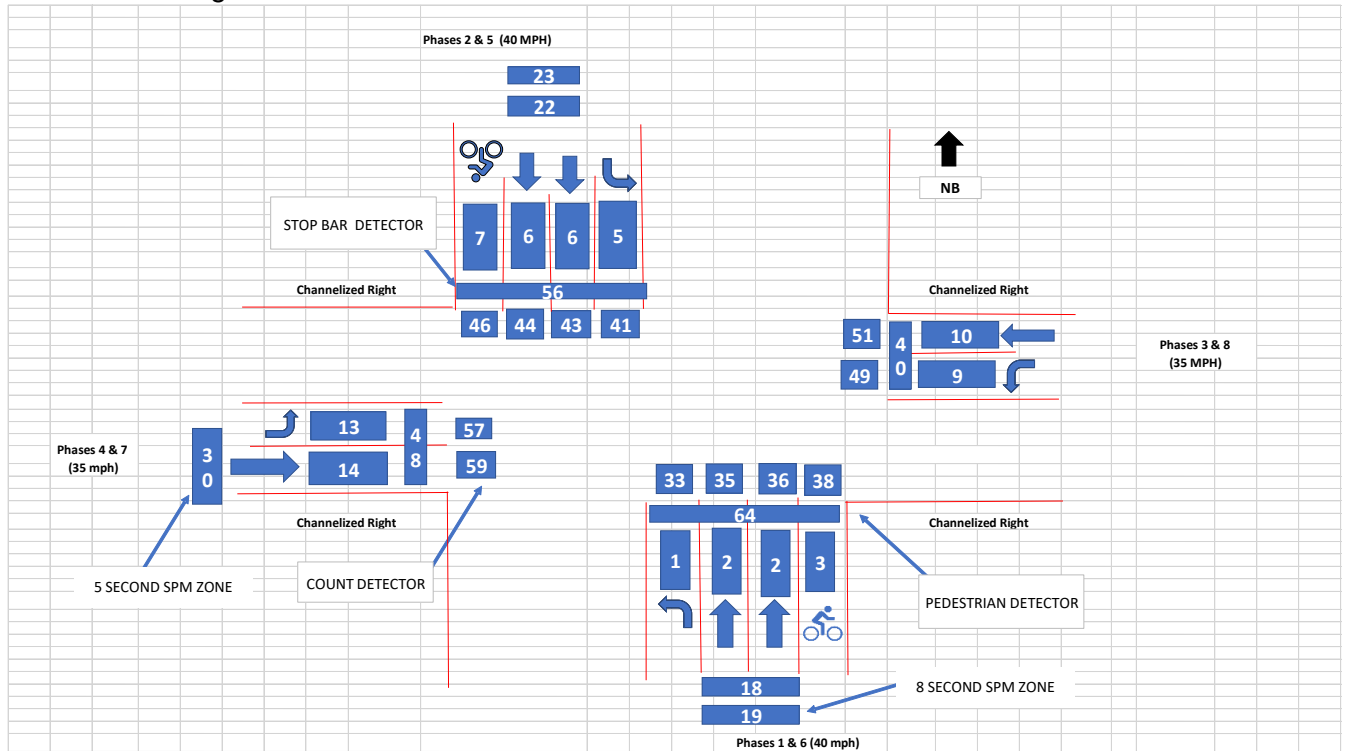 Phases 2 & 5 (40 MPH)
23
22
NB
STOP BAR DETECTOR
7
6
6
5
Channelized Right
56
Channelized Right
46
44
43
41
51
4
0
10
49
9
Phases 3 & 8
(35 MPH)
Phases 4 & 7
(35 mph)
3
0
13
14
4
8
57
59
33
35
36
38
64
Channelized Right
Channelized Right
1
2
2
3
5 SECOND SPM ZONE
COUNT DETECTOR
PEDESTRIAN DETECTOR
18
8 SECOND SPM ZONE
19
Phases 1 & 6 (40 mph)